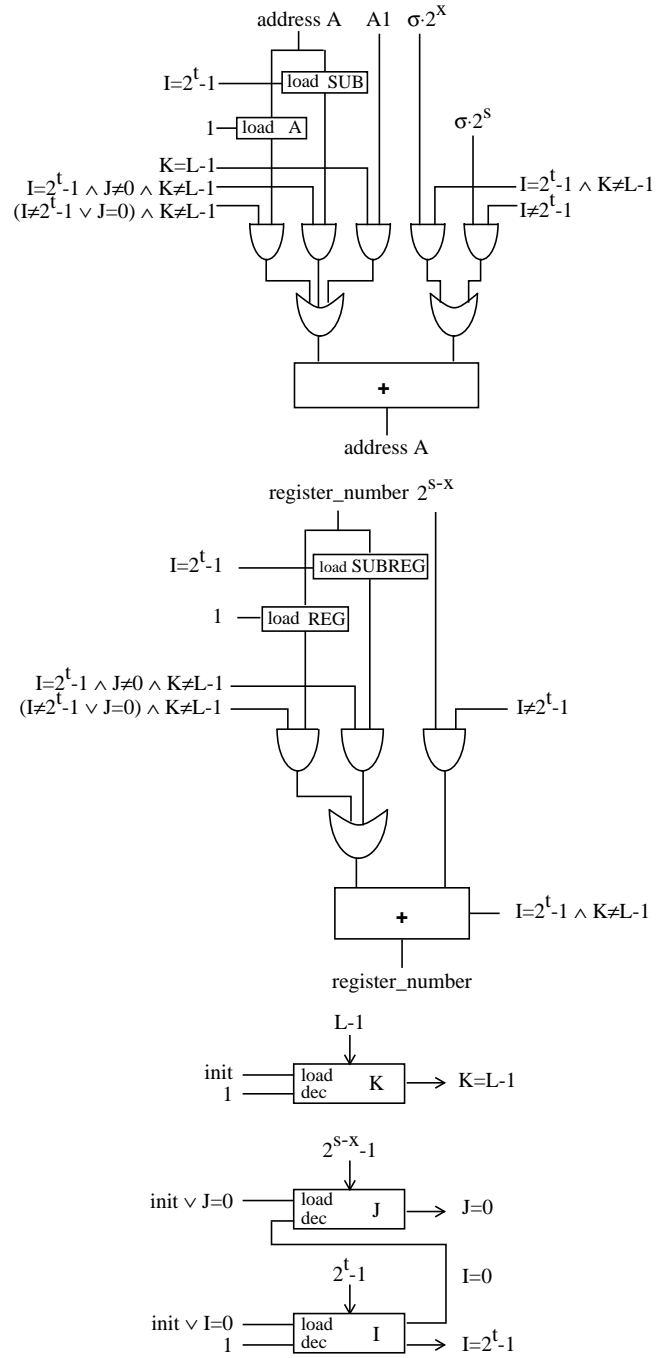 address A A1 σ·2^x
I=2^t-1 load SUB
σ·2^s
1 load A
K=L-1
I=2^t-1 ∧ J≠0 ∧ K≠L-1 I=2^t-1 ∧ K≠L-1
(I≠2^t-1 ∨ J=0) ∧ K≠L-1 I≠2^t-1
+
address A
register_number 2^s-x
I=2^t-1 load SUBREG
1 load REG
I=2^t-1 ∧ J≠0 ∧ K≠L-1
(I≠2^t-1 ∨ J=0) ∧ K≠L-1 I≠2^t-1
+ I=2^t-1 ∧ K≠L-1
register_number
L-1
init load K K=L-1
1 dec
2^s-x-1
init ∨ J=0 load J J=0
dec
2^t-1 I=0
init ∨ I=0 load I
1 dec I=2^t-1